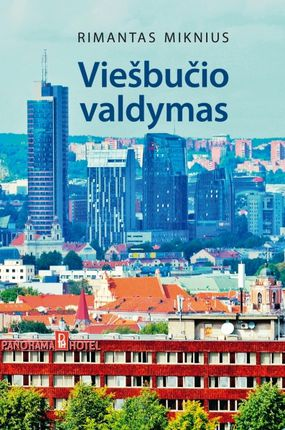 RIMANTAS MIKNIUS
Viešbučio
valdymas
PANORAMA HOTEL